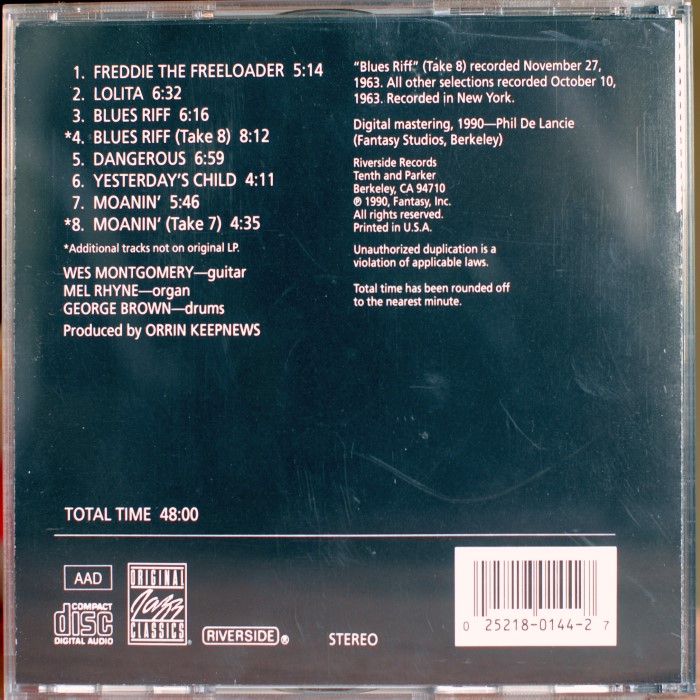 1. FREDDIE THE FREELOADER 5:14
2. LOLITA 6:32
3. BLUES RIFF 6:16
*4. BLUES RIFF (Take 8) 8:12
5. DANGEROUS 6:59
6. YESTERDAY'S CHILD 4:11
7. MOANIN' 5:46
*8. MOANIN' (Take 7) 4:35
*Additional tracks not on original LP.
WES MONTGOMERY—guitar
MEL RHYNE—organ
GEORGE BROWN—drums
Produced by ORRIN KEEPNEWS
"Blues Riff" (Take 8) recorded November 27,
1963. All other selections recorded October 10,
1963. Recorded in New York.
Digital mastering, 1990—Phil De Lancie
(Fantasy Studios, Berkeley)
Riverside Records
Tenth and Parker
Berkeley, CA 94710
℗ 1990, Fantasy, Inc.
All rights reserved.
Printed in U.S.A.
Unauthorized duplication is a
violation of applicable laws.
Total time has been rounded off
to the nearest minute.
TOTAL TIME 48:00
AAD
COMPACT
disc
DIGITAL AUDIO
ORIGINAL
Jazz
CLASSICS
RIVERSIDE®
STEREO
0 25218-0144-2 7